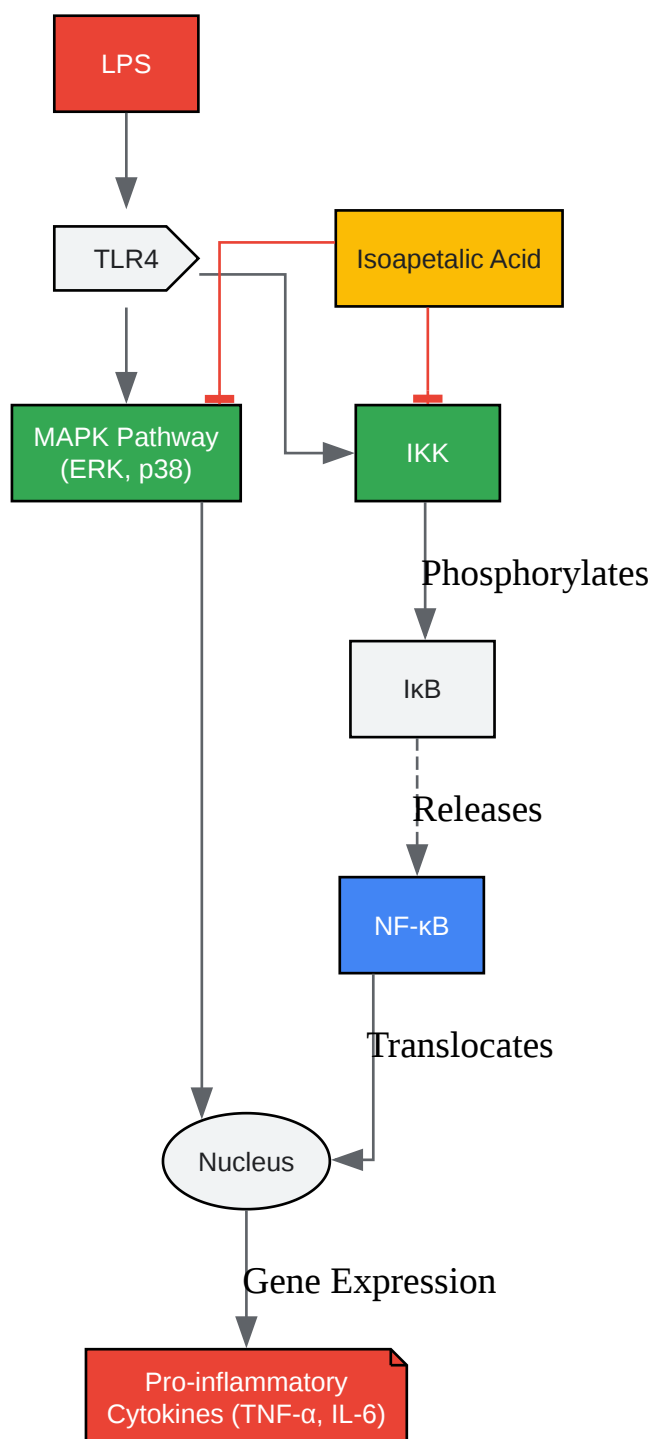 LPS
TLR4
Isoapetalic Acid
MAPK Pathway
(ERK, p38)
IKK
Phosphorylates
IκB
Releases
NF-κB
Translocates
Nucleus
Gene Expression
Pro-inflammatory
Cytokines (TNF-α, IL-6)